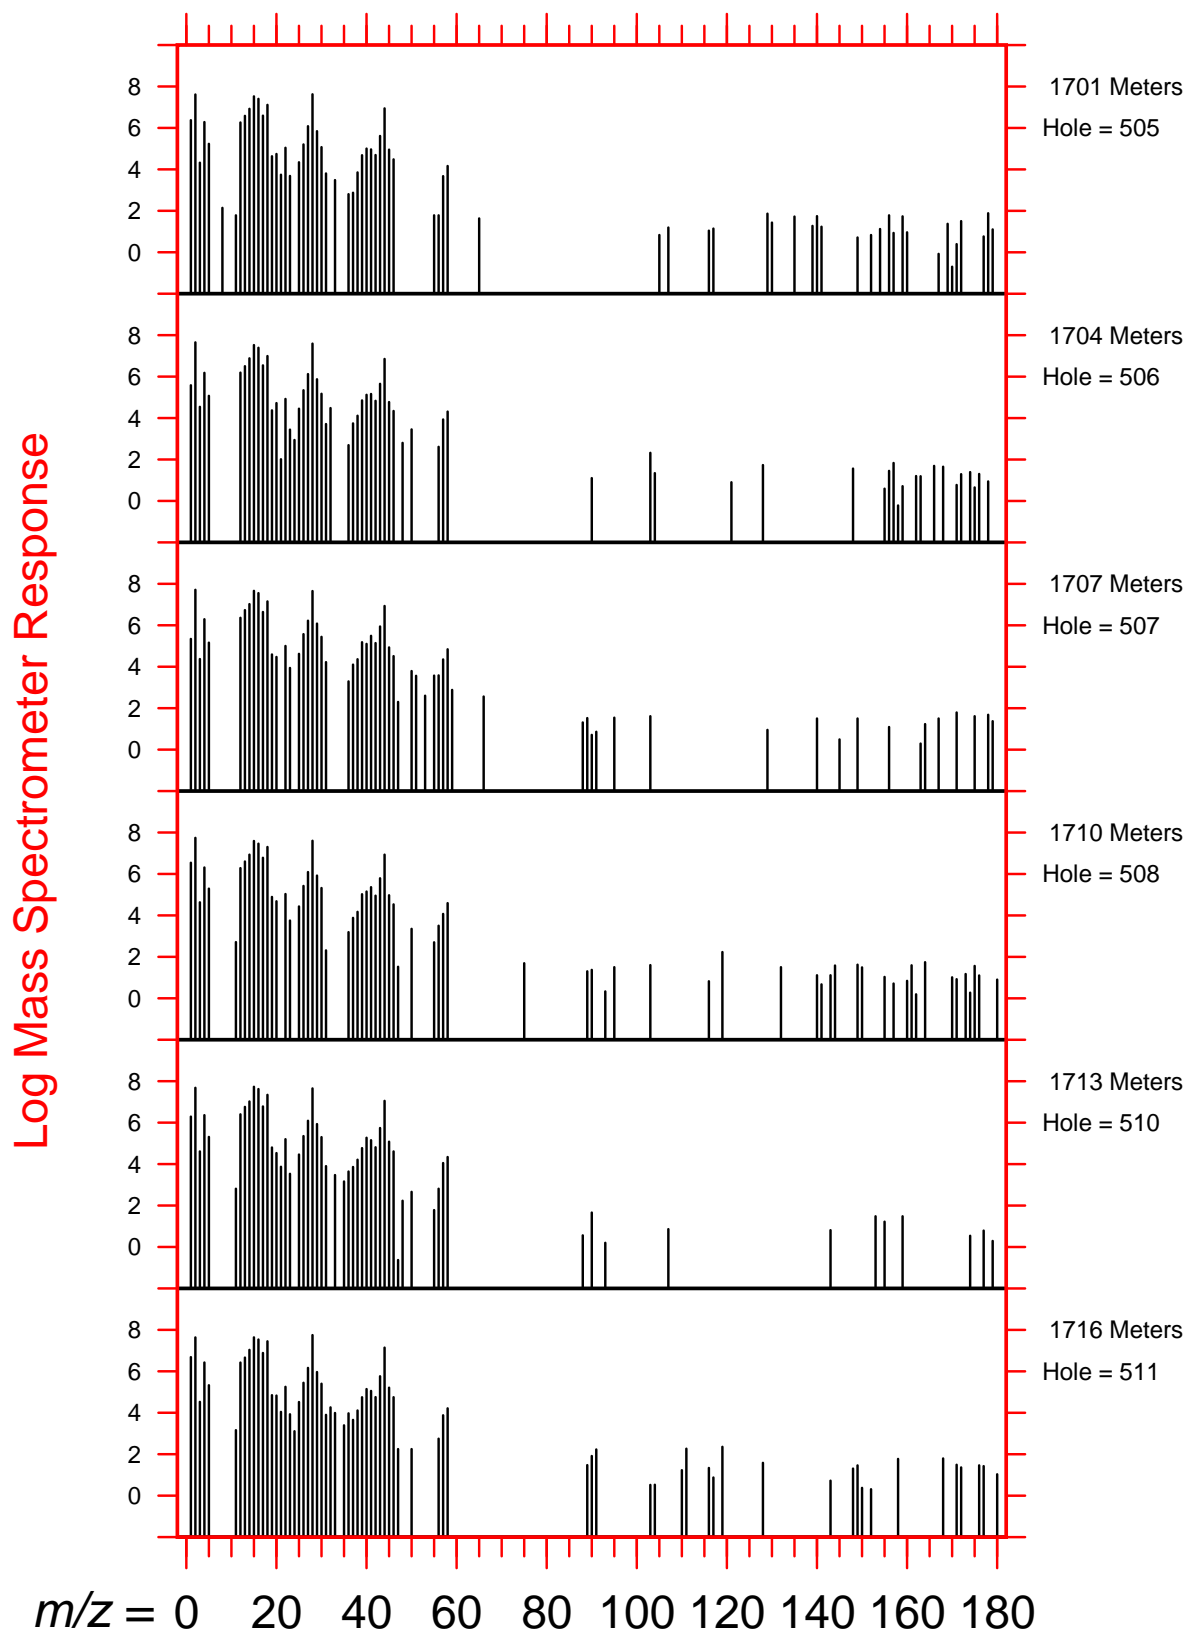 8
6
4
2
0
1701 Meters
Hole = 505
8
6
4
2
0
1704 Meters
Hole = 506
8
6
4
2
0
1707 Meters
Hole = 507
8
6
4
2
0
1710 Meters
Hole = 508
8
6
4
2
0
1713 Meters
Hole = 510
8
6
4
2
0
1716 Meters
Hole = 511
Log Mass Spectrometer Response
m/z = 0 20 40 60 80 100 120 140 160 180